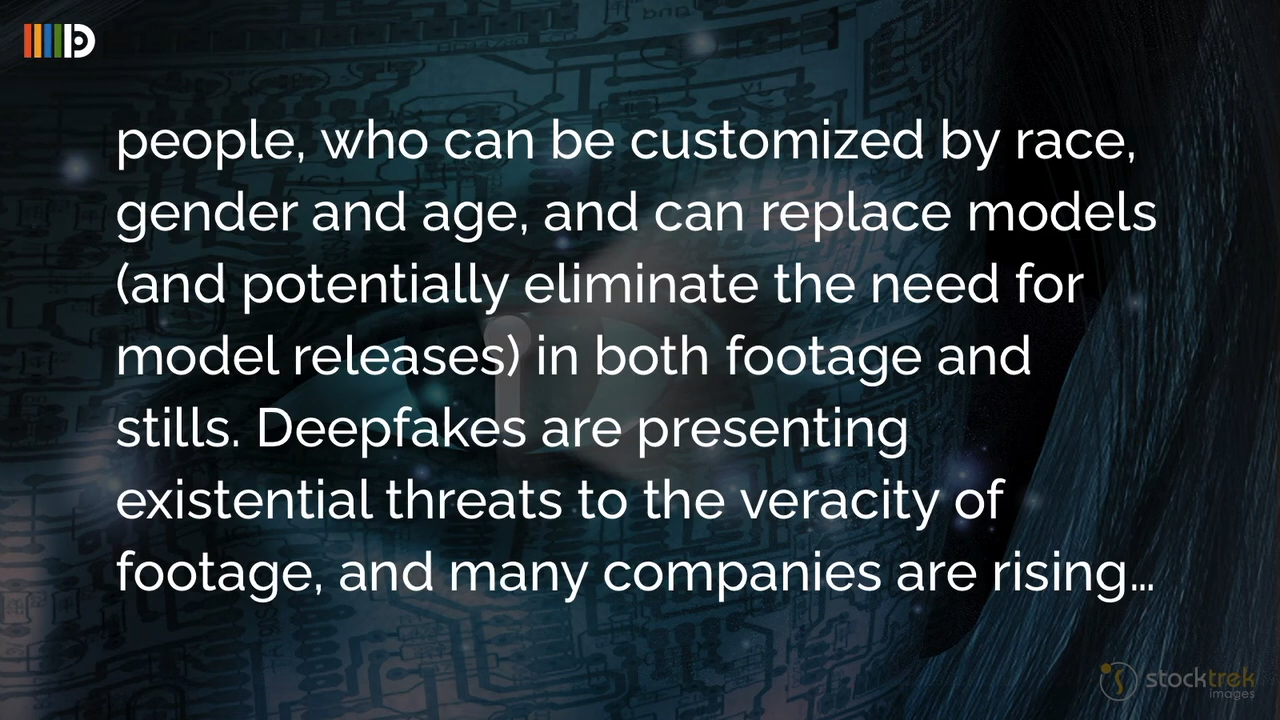 people, who can be customized by race,
gender and age, and can replace models
(and potentially eliminate the need for
model releases) in both footage and
stills. Deepfakes are presenting
existential threats to the veracity of
footage, and many companies are rising...
stocktrek
images